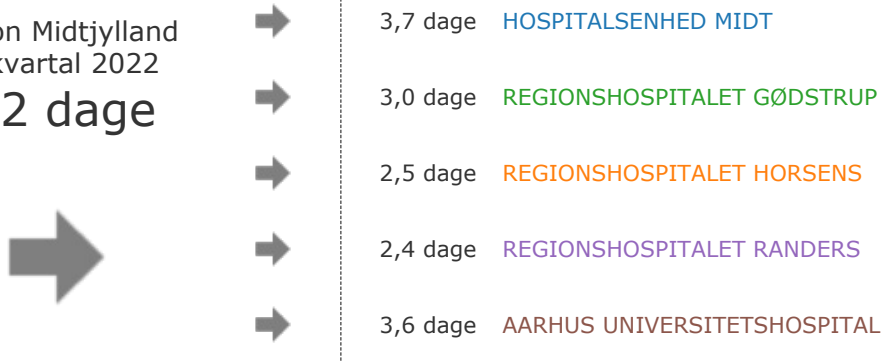 on Midtjylland
kvartal 2022
2 dage
3,7 dage HOSPITALSENHED MIDT
3,0 dage REGIONSHOSPITALET GØDSTRUP
2,5 dage REGIONSHOSPITALET HORSENS
2,4 dage REGIONSHOSPITALET RANDERS
3,6 dage AARHUS UNIVERSITETSHOSPITAL